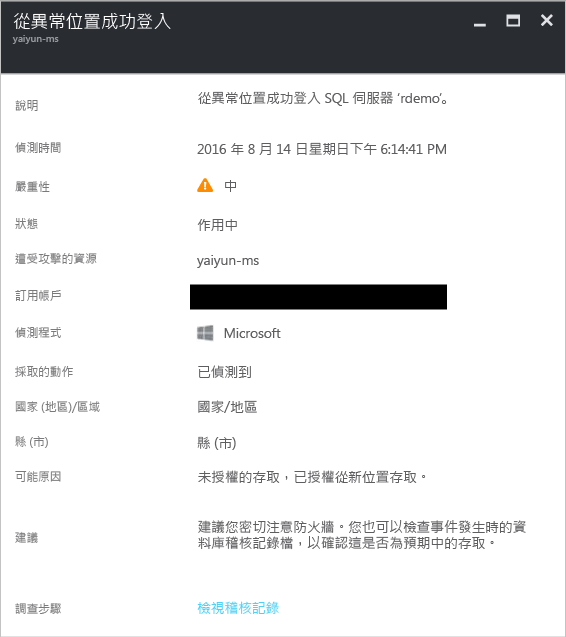 從異常位置成功登入
yaiyun-ms
說明
從異常位置成功登入 SQL 伺服器 ‘rdemo’。
偵測時間
2016 年 8 月 14 日星期日下午 6:14:41 PM
嚴重性
中
狀態
作用中
遭受攻擊的資源
yaiyun-ms
訂用帳戶
偵測程式
Microsoft
採取的動作
已偵測到
國家 (地區)/區域
國家/地區
縣 (市)
縣 (市)
可能原因
未授權的存取，已授權從新位置存取。
建議
建議您密切注意防火牆。您也可以檢查事件發生時的資
料庫稽核記錄檔，以確認這是否為預期中的存取。
調查步驟
檢視稽核記錄